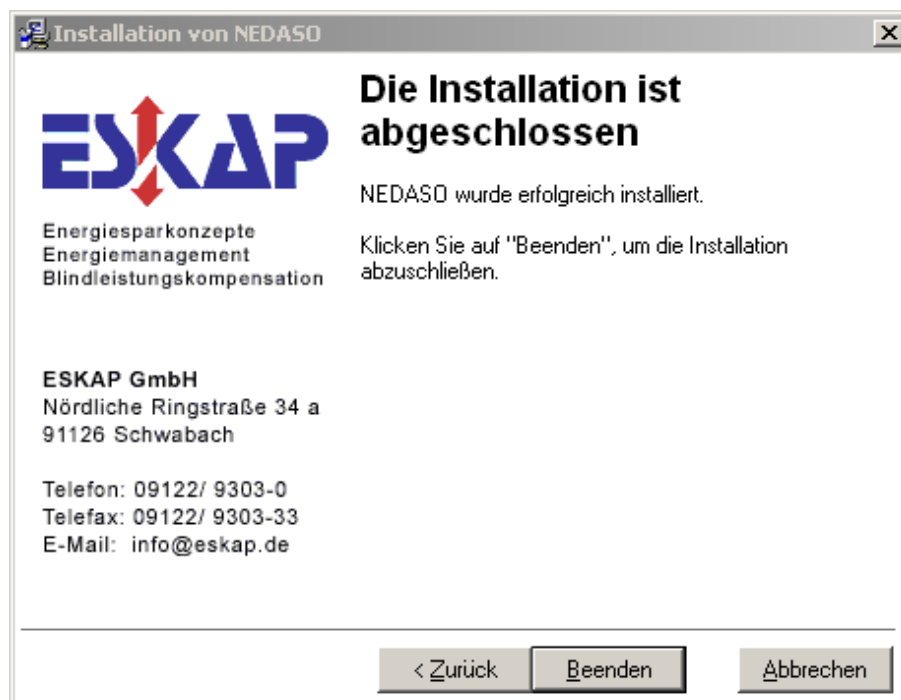 Installation von NEDASO
ESKAP
Energiesparkonzepte
Energiemanagement
Blindleistungskompensation
ESKAP GmbH
Nördliche Ringstraße 34 a
91126 Schwabach
Telefon: 09122/ 9303-0
Telefax: 09122/ 9303-33
E-Mail: info@eskap.de
Die Installation ist
abgeschlossen
NEDASO wurde erfolgreich installiert.
Klicken Sie auf "Beenden", um die Installation
abzuschließen.
< Zurück Beenden Abbrechen